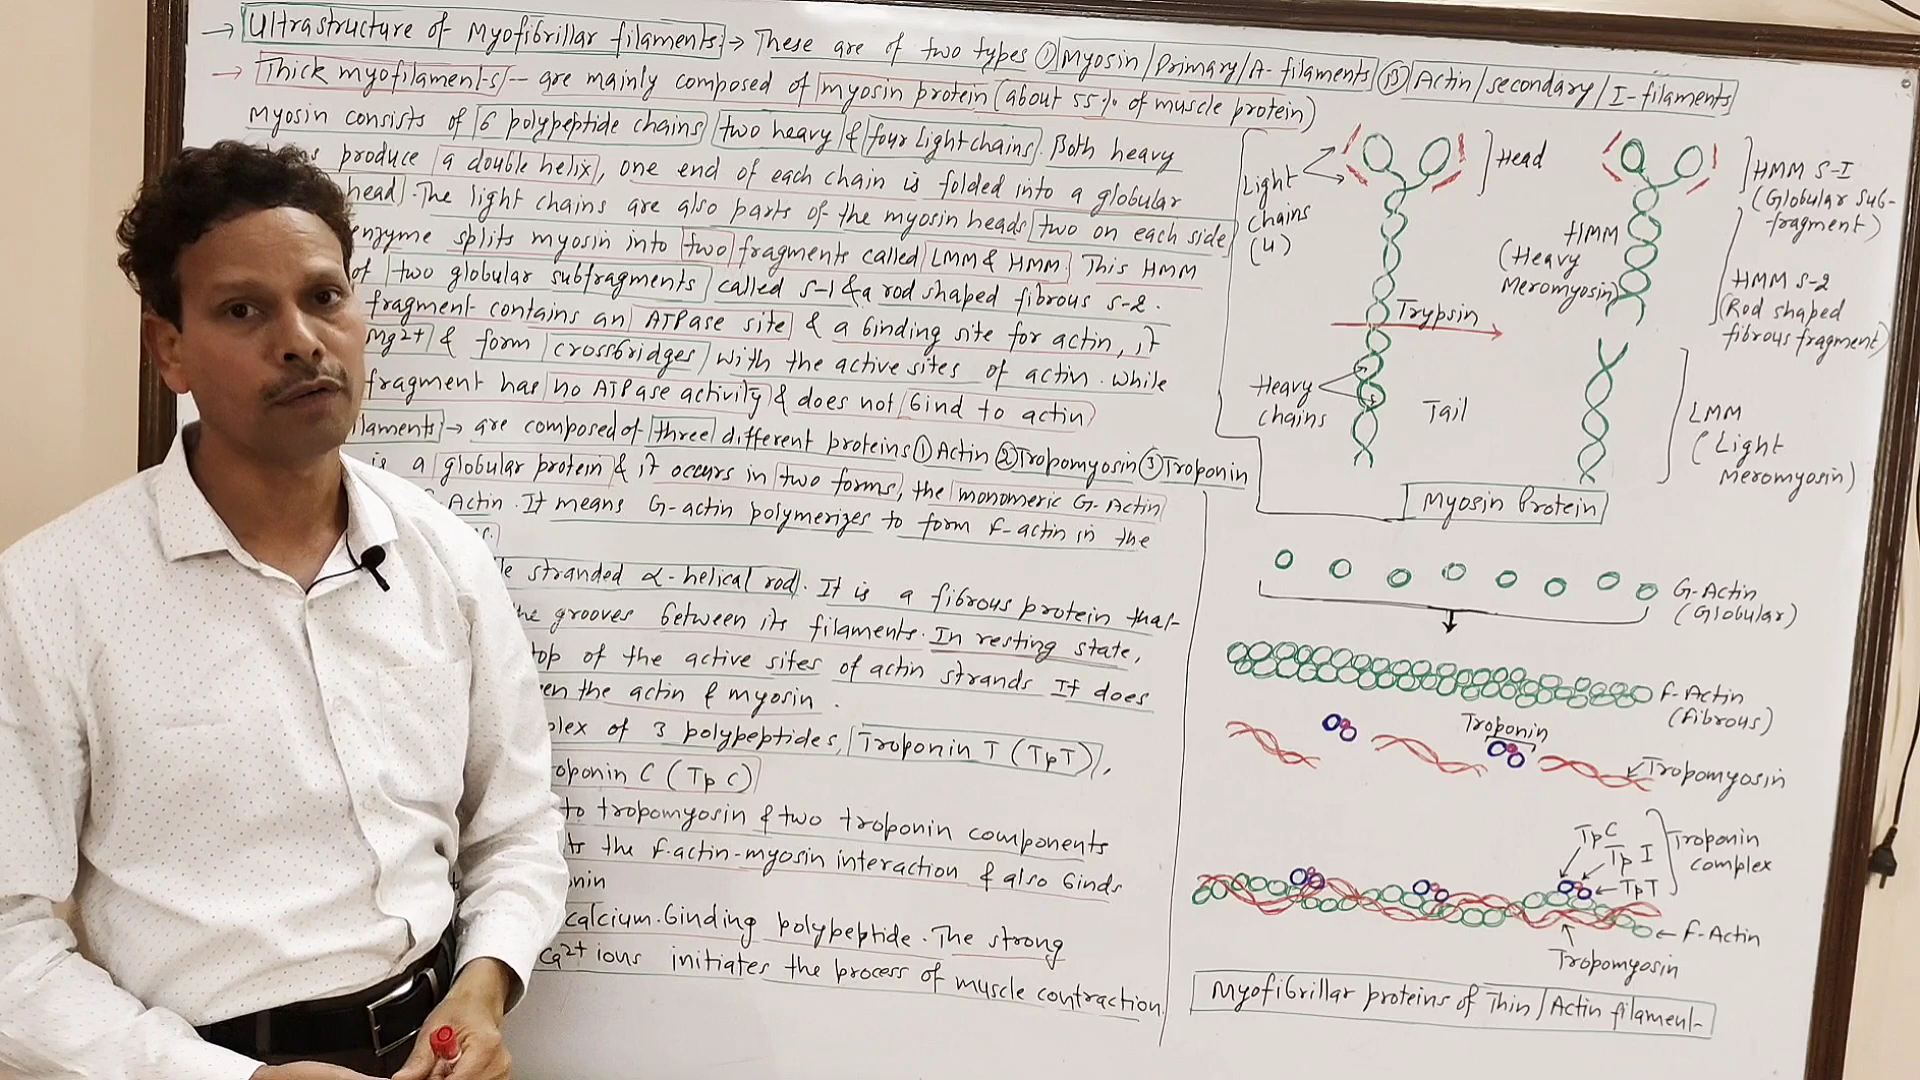 → Ultrastructure of Myofibrillar filaments:→ These are of two types ① Myosin/Primary/A-filaments ② Actin/secondary/I-filaments
→ Thick myofilaments -- are mainly composed of myosin protein (about 55% of muscle protein)
Myosin consists of 6 polypeptide chains two heavy & four Light chains. Both heavy
produce a double helix, one end of each chain is folded into a globular
head. The light chains are also parts of the myosin heads two on each side
enzyme splits myosin into two fragments called LMM & HMM. This HMM
of two globular subfragments called S-1 & a rod shaped fibrous S-2.
fragment contains an ATPase site & a binding site for actin, it
Mg2+ & form crossbridges with the active sites of actin. While
fragment has no ATPase activity & does not bind to actin
laments → are composed of three different proteins ① Actin ② Tropomyosin ③ Troponin
is a globular protein & it occurs in two forms, the monomeric G-Actin
Actin. It means G-actin polymerizes to form F-actin in the
stranded α-helical rod. It is a fibrous protein that
the grooves between its filaments. In resting state,
top of the active sites of actin strands It does
en the actin & myosin.
plex of 3 polypeptides, Troponin T (TpT),
oponin C (Tp C)
to tropomyosin & two troponin components
ts the F-actin-myosin interaction & also binds
onin
calcium-binding polypeptide. The strong
Ca2+ ions initiates the process of muscle contraction.
Light
chains
(4)
Head
Trypsin
Heavy
chains
Tail
HMM
(Heavy
Meromyosin)
HMM S-I
(Globular Sub-
fragment)
HMM S-2
(Rod shaped
fibrous fragment)
LMM
(Light
Meromyosin)
Myosin Protein
G-Actin
(Globular)
F-Actin
(Fibrous)
Troponin
Tropomyosin
TpC
Tp I
TpT
Troponin
complex
F-Actin
Tropomyosin
Myofibrillar proteins of Thin/Actin filament-